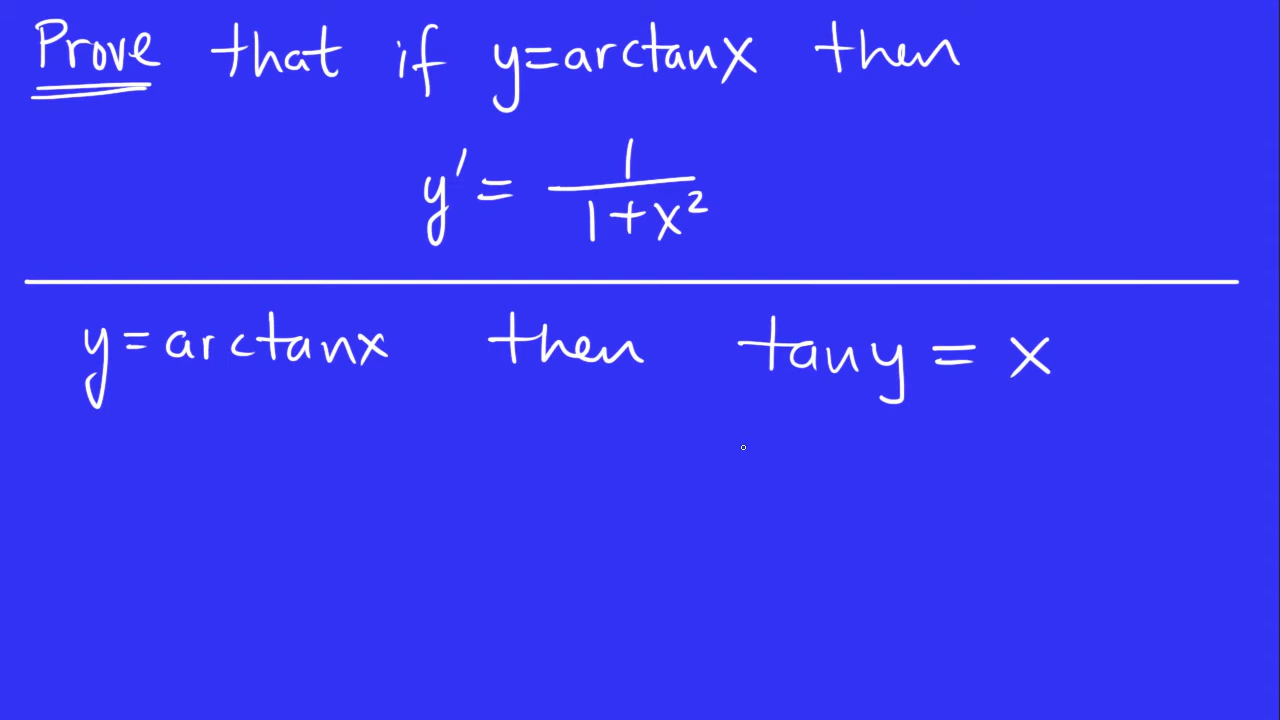 Prove that if y=arctanx then
y' = 1/(1+x²)
y=arctanx then tany = x